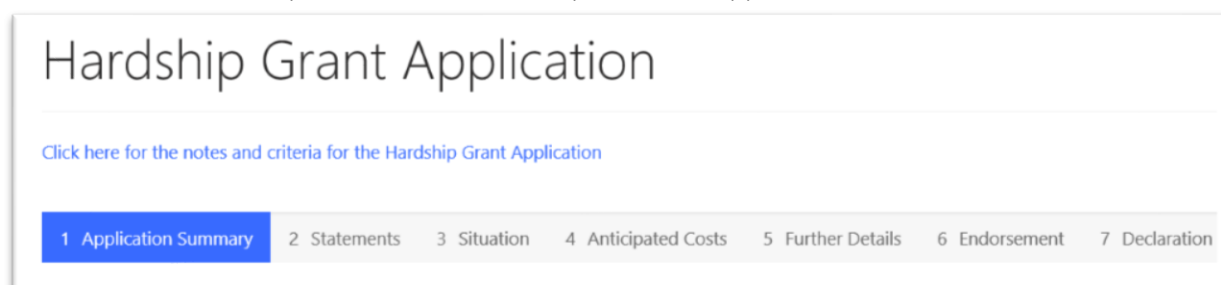 Hardship Grant Application
Click here for the notes and criteria for the Hardship Grant Application
1 Application Summary 2 Statements 3 Situation 4 Anticipated Costs 5 Further Details 6 Endorsement 7 Declaration